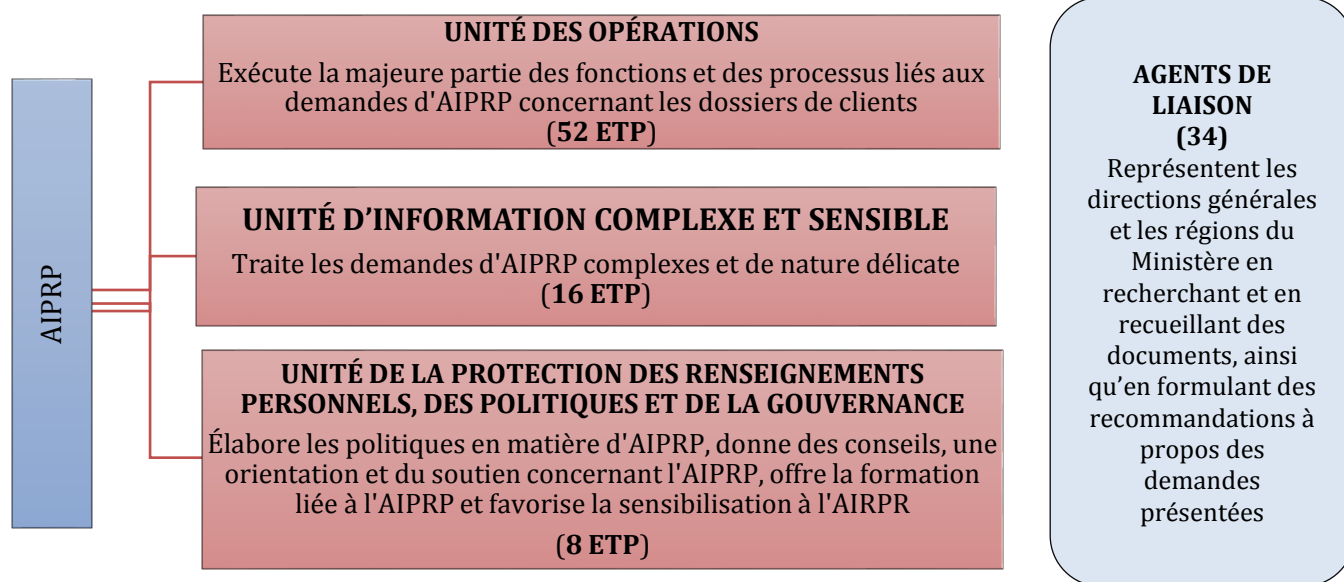 AIPRP
UNITÉ DES OPÉRATIONS
Exécute la majeure partie des fonctions et des processus liés aux
demandes d'AIPRP concernant les dossiers de clients
(52 ETP)
UNITÉ D’INFORMATION COMPLEXE ET SENSIBLE
Traite les demandes d'AIPRP complexes et de nature délicate
(16 ETP)
UNITÉ DE LA PROTECTION DES RENSEIGNEMENTS
PERSONNELS, DES POLITIQUES ET DE LA GOUVERNANCE
Élabore les politiques en matière d'AIPRP, donne des conseils, une
orientation et du soutien concernant l'AIPRP, offre la formation
liée à l'AIPRP et favorise la sensibilisation à l'AIRPR
(8 ETP)
AGENTS DE
LIAISON
(34)
Représentent les
directions générales
et les régions du
Ministère en
recherchant et en
recueillant des
documents, ainsi
qu’en formulant des
recommandations à
propos des
demandes
présentées